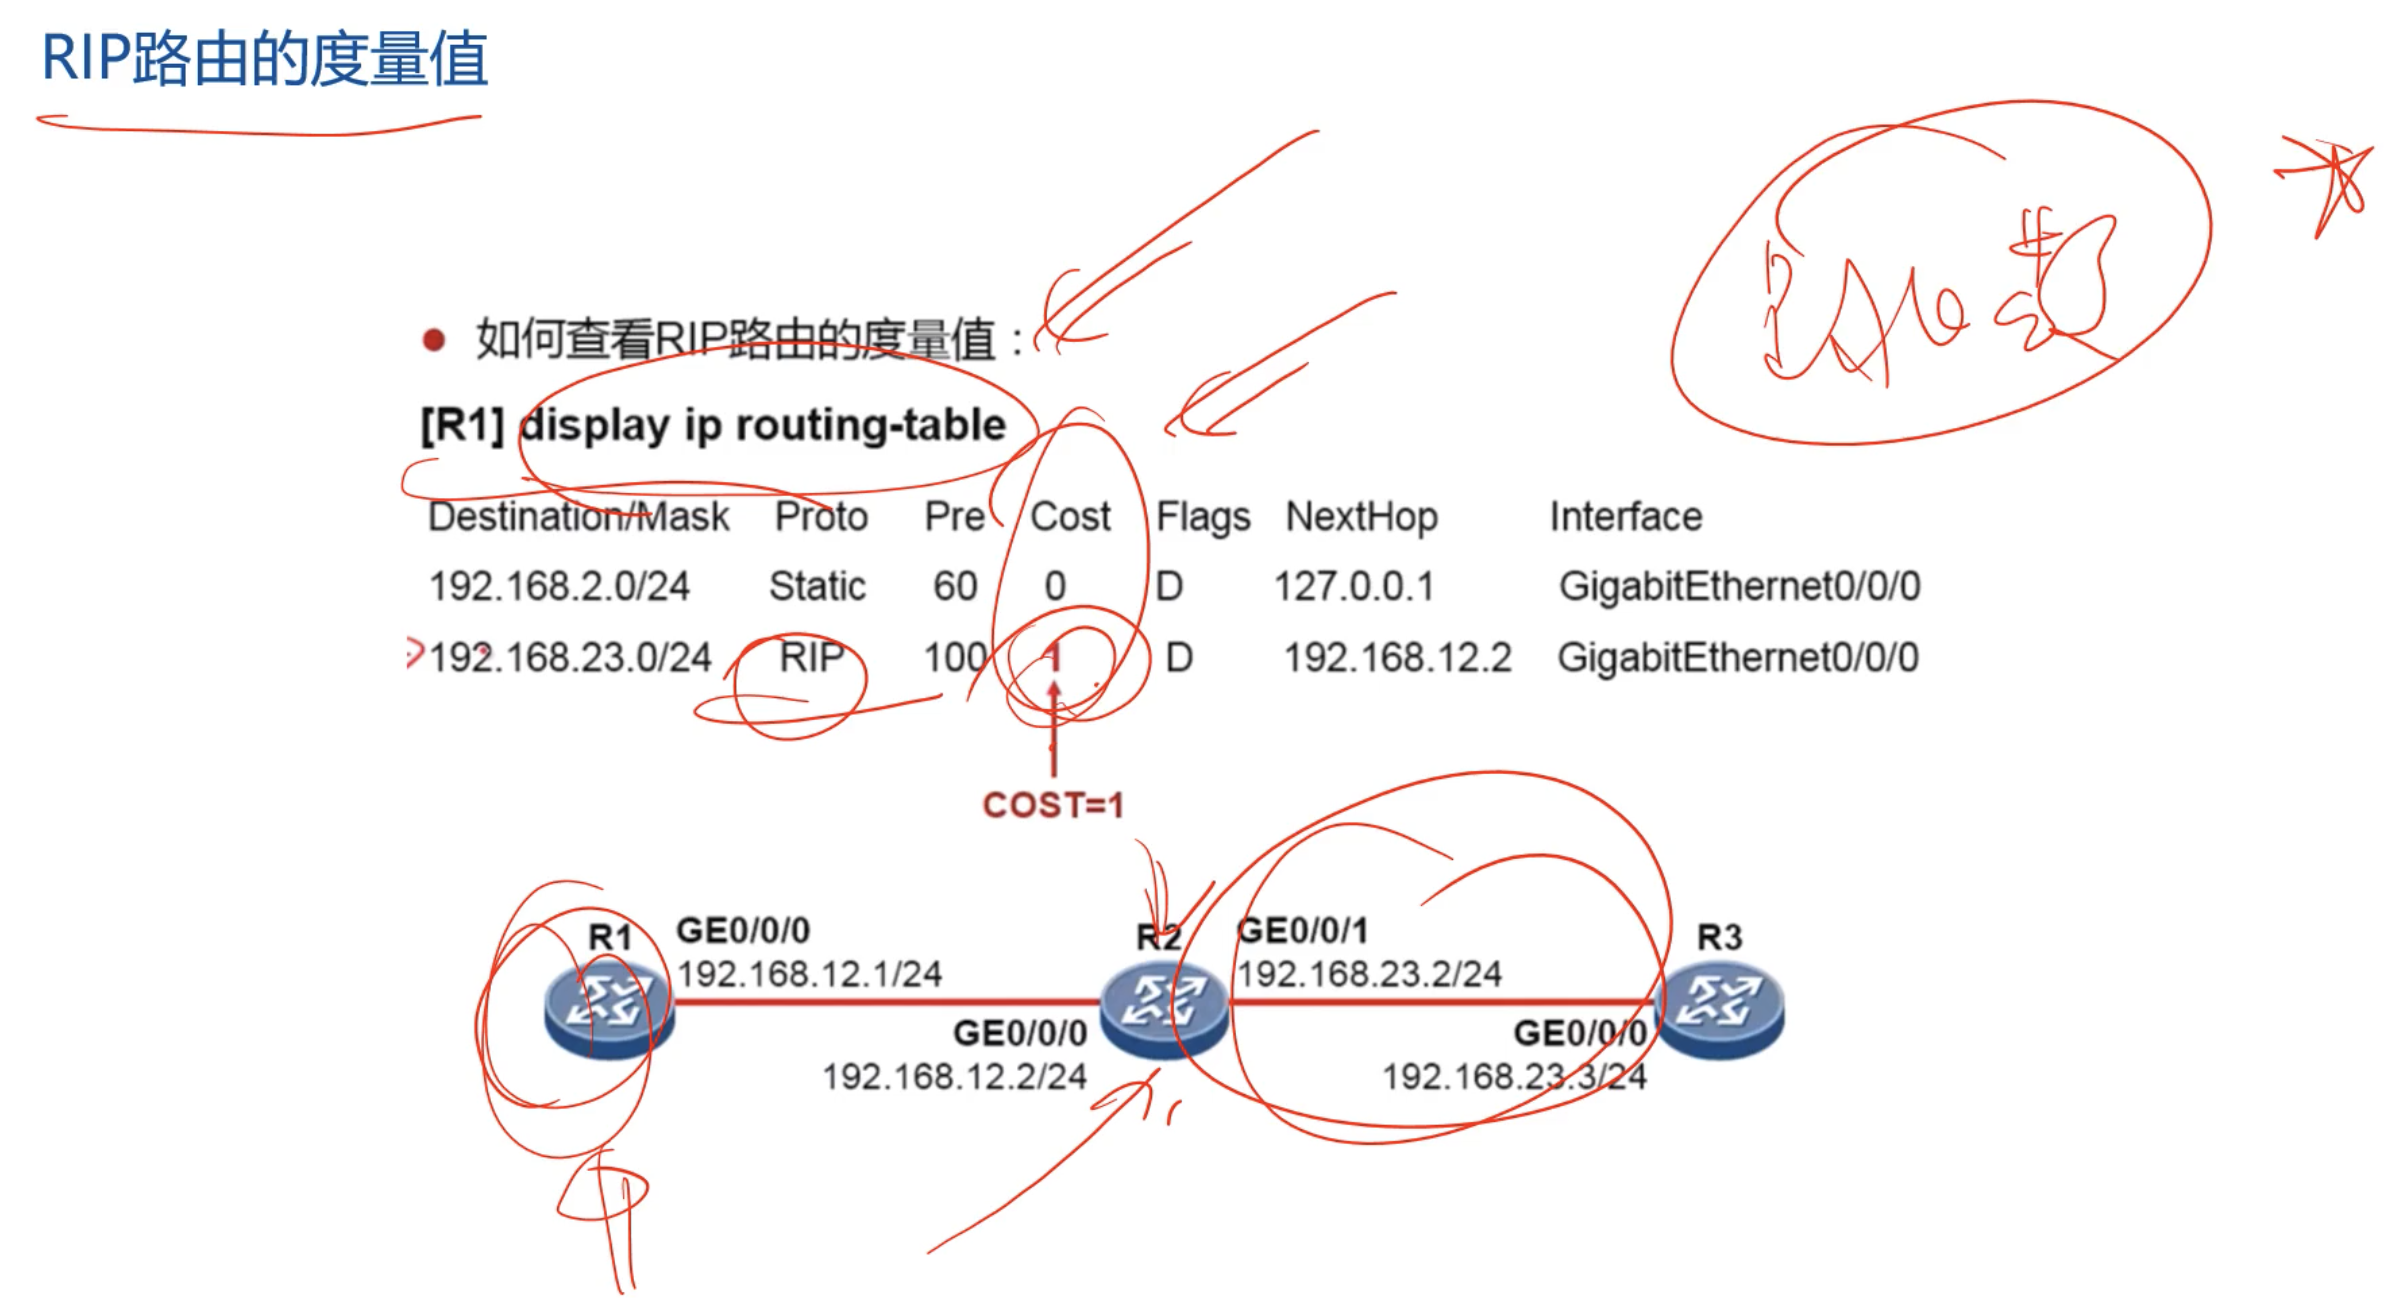 RIP路由的度量值
如何查看RIP路由的度量值：
[R1] display ip routing-table
Destination/Mask Proto Pre Cost Flags NextHop Interface
192.168.2.0/24 Static 60 0 D 127.0.0.1 GigabitEthernet0/0/0
192.168.23.0/24 RIP 100 1 D 192.168.12.2 GigabitEthernet0/0/0
COST=1
R1 GE0/0/0 R2 GE0/0/1 R3
192.168.12.1/24 192.168.23.2/24
GE0/0/0 GE0/0/0
192.168.12.2/24 192.168.23.3/24